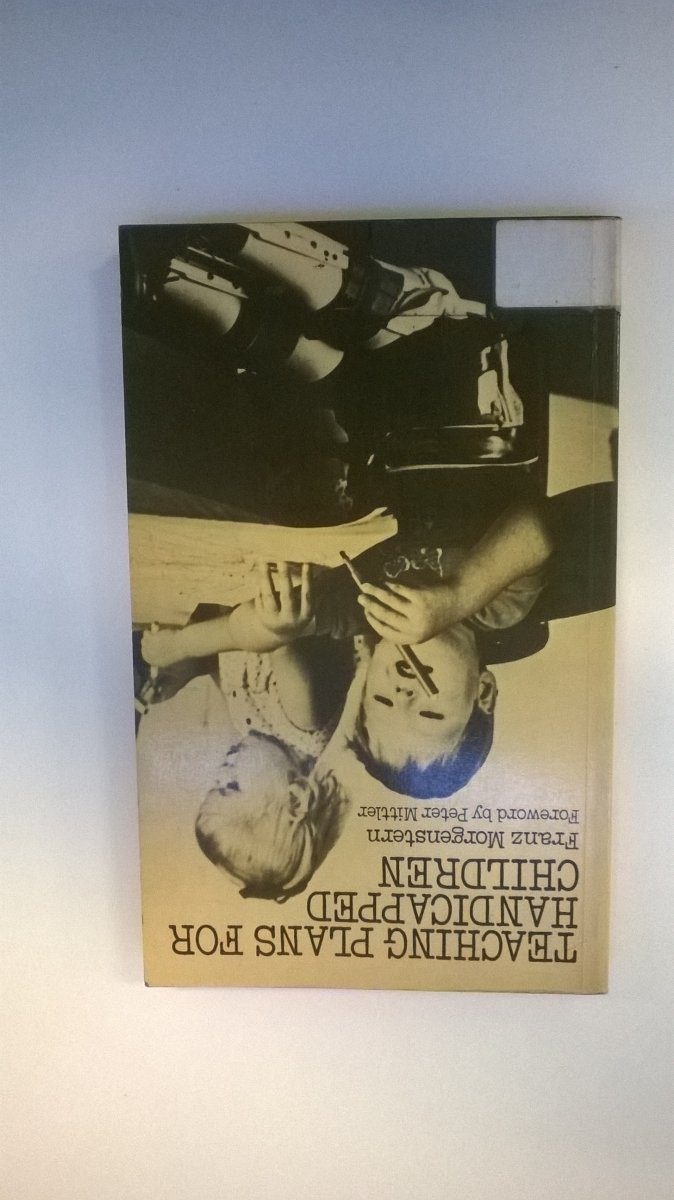 TEACHING PLANS FOR
HANDICAPPED
CHILDREN
Franz Morgenstern
Foreword by Peter Mittler